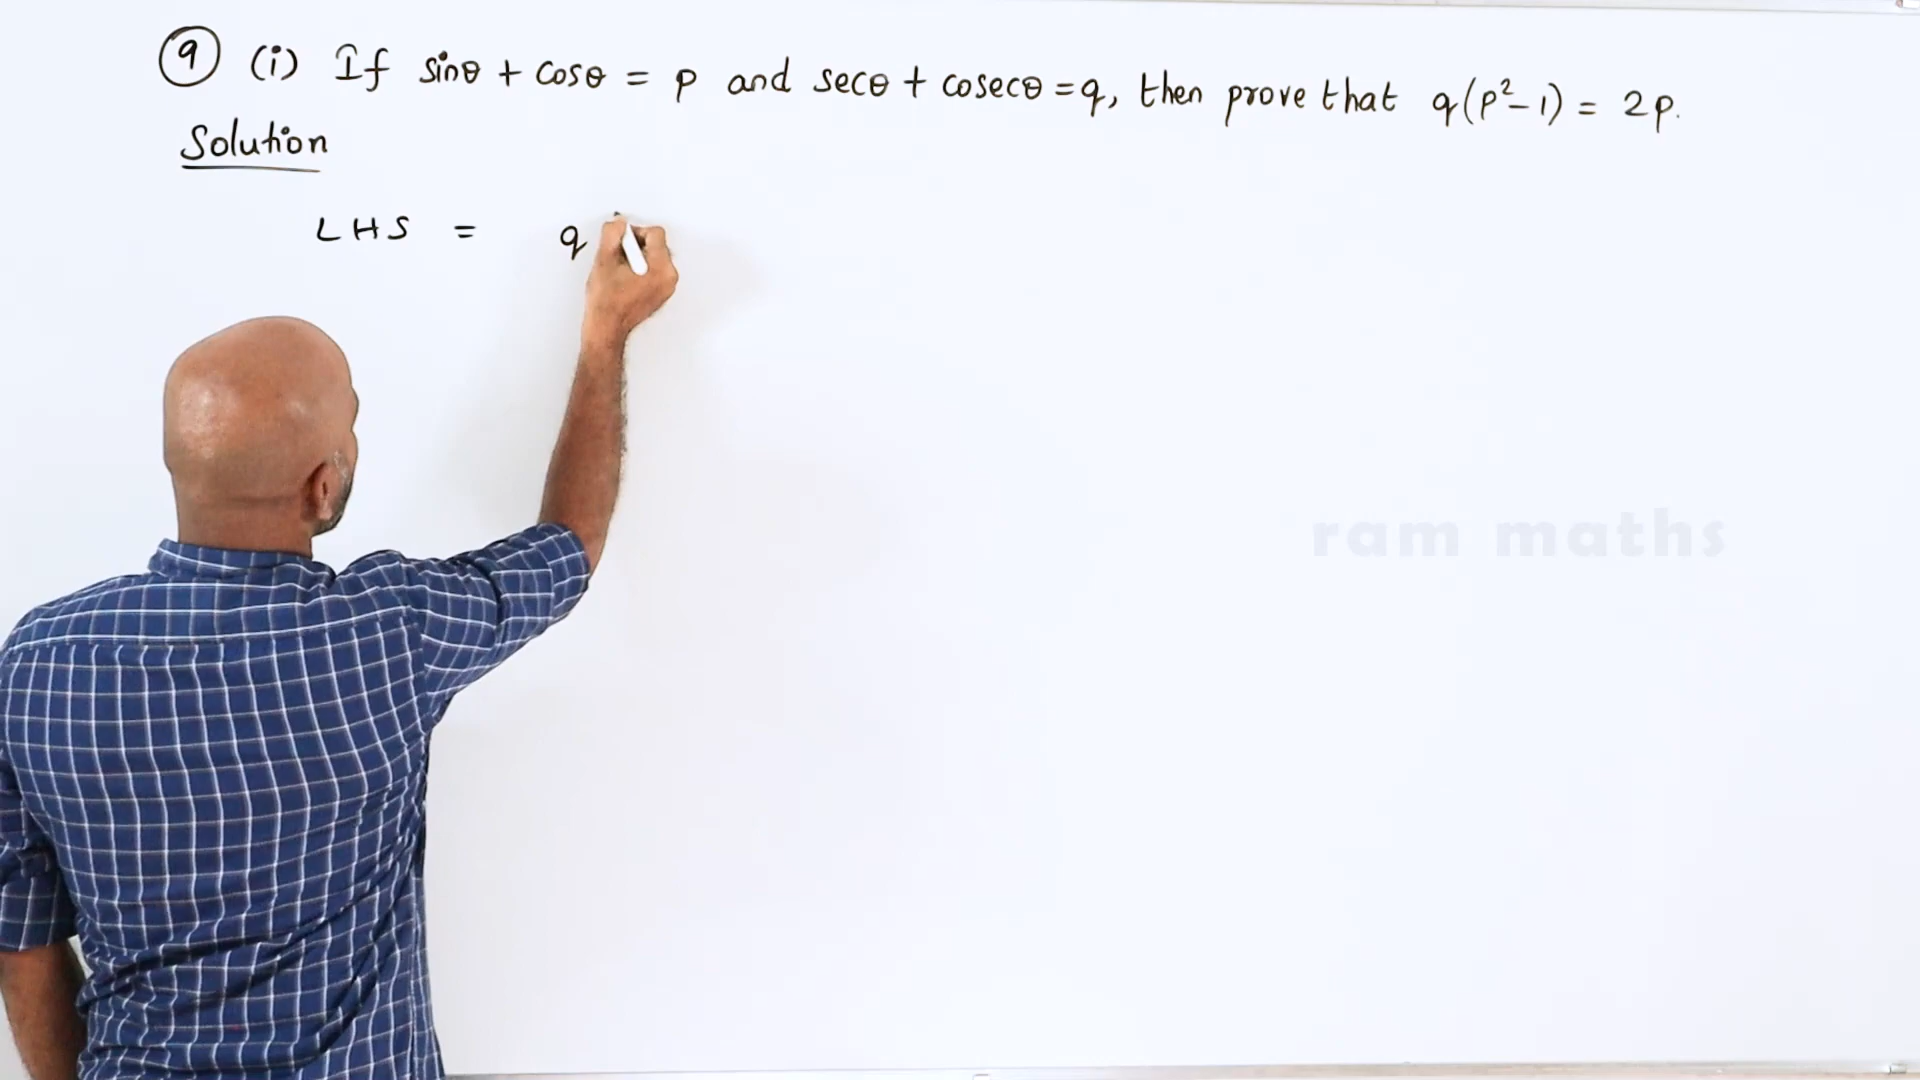 9 (i) If sinθ + cosθ = p and secθ + cosecθ = q, then prove that q(p²-1) = 2p.
Solution
LHS = q
ram maths